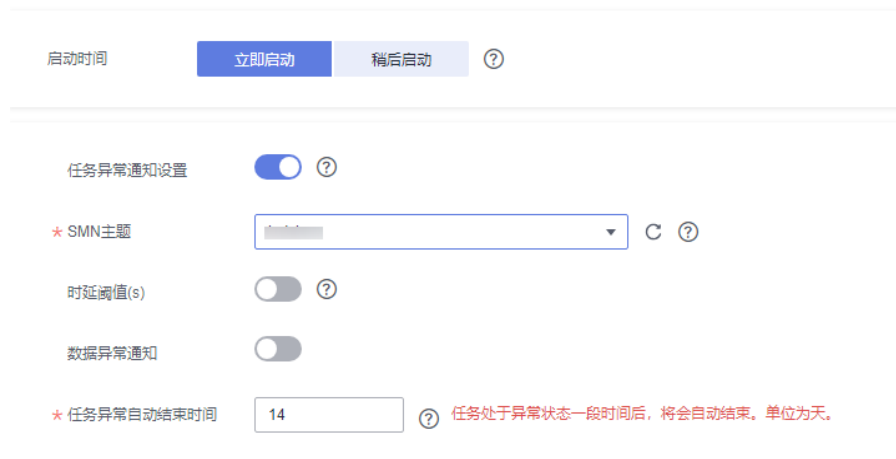 启动时间 立即启动 稍后启动 ?
任务异常通知设置 ?
* SMN主题 ?
时延阈值(s) ?
数据异常通知
* 任务异常自动结束时间 14 ? 任务处于异常状态一段时间后，将会自动结束。单位为天。